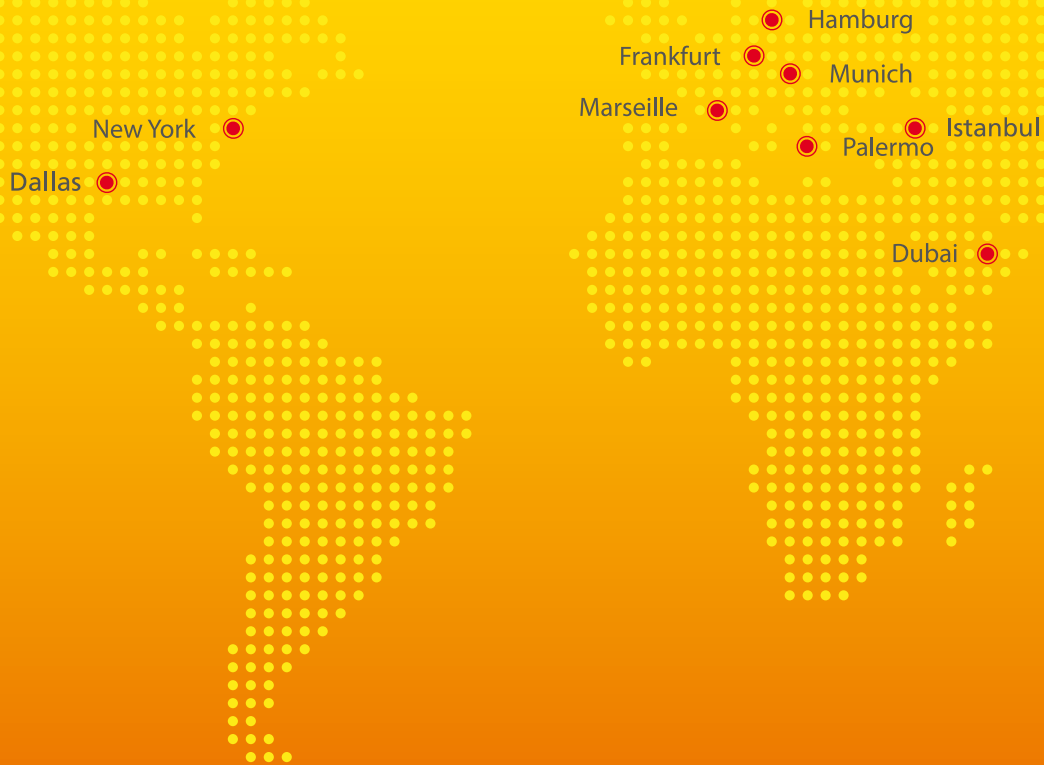 Hamburg
Frankfurt
Munich
Marseille
New York
Istanbul
Palermo
Dallas
Dubai